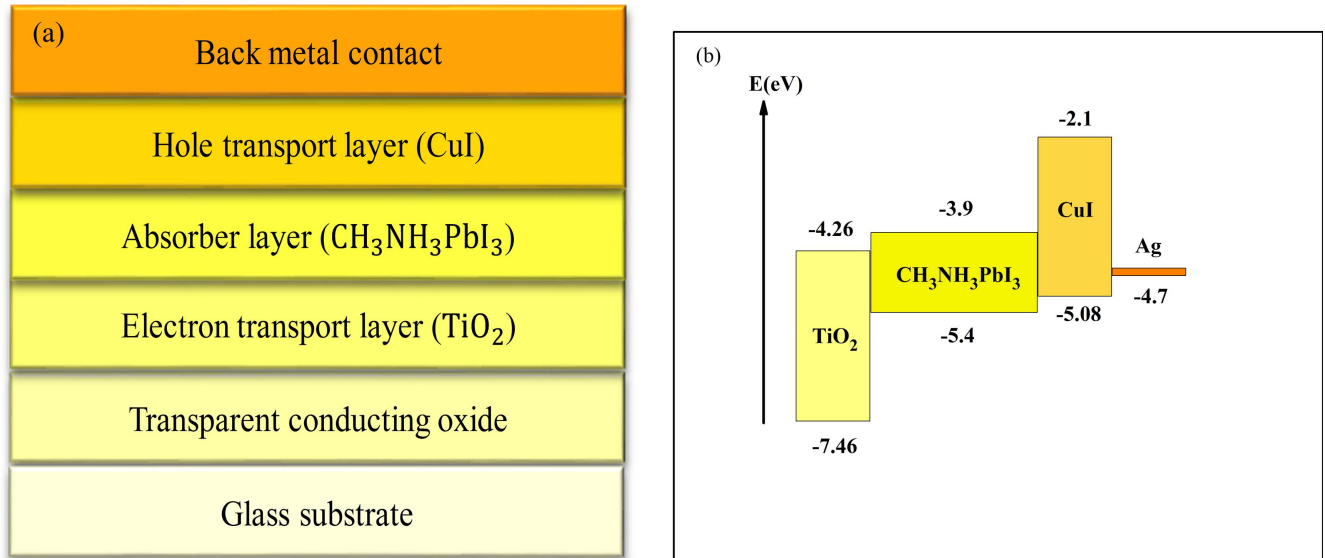 (a)
Back metal contact
Hole transport layer (CuI)
Absorber layer (CH₃NH₃PbI₃)
Electron transport layer (TiO₂)
Transparent conducting oxide
Glass substrate
(b)
E(eV)
-2.1
-3.9
-4.26
CuI
Ag
CH₃NH₃PbI₃
-4.7
-5.08
-5.4
TiO₂
-7.46